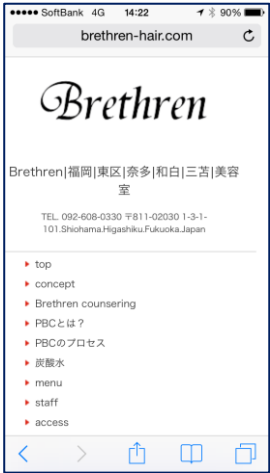 SoftBank 4G 14:22 90%
brethren-hair.com
Brethren
Brethren|福岡|東区|奈多|和白|三苫|美容
室
TEL. 092-608-0330 〒811-02030 1-3-1-
101.Shiohama.Higashiku.Fukuoka.Japan
top
concept
Brethren counsering
PBCとは？
PBCのプロセス
炭酸水
menu
staff
access